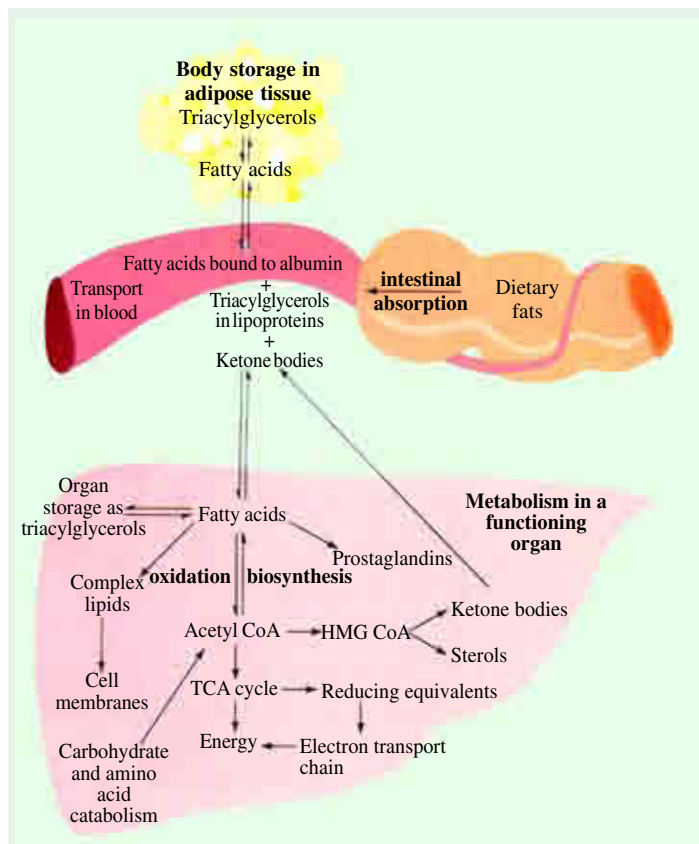 Body storage in
adipose tissue
Triacylglycerols
Fatty acids
Fatty acids bound to albumin
+
Triacylglycerols
in lipoproteins
+
Ketone bodies
Transport
in blood
intestinal
absorption
Dietary
fats
Organ
storage as
triacylglycerols
Fatty acids
Metabolism in a
functioning
organ
Prostaglandins
oxidation biosynthesis
Complex
lipids
Ketone bodies
Acetyl CoA
HMG CoA
Sterols
Cell
membranes
TCA cycle
Reducing equivalents
Energy
Electron transport
chain
Carbohydrate
and amino
acid
catabolism